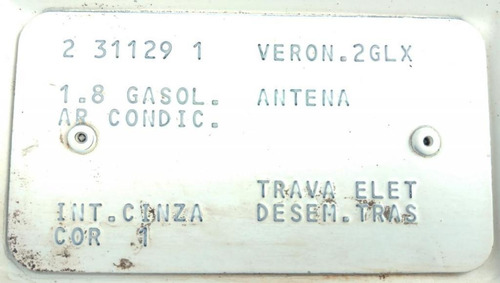 2 31129 1 VERON.2GLX
1.8 GASOL. ANTENA
AR CONDIC.
TRAVA ELET
INT.CINZA DESEM.TRAS
COR 1